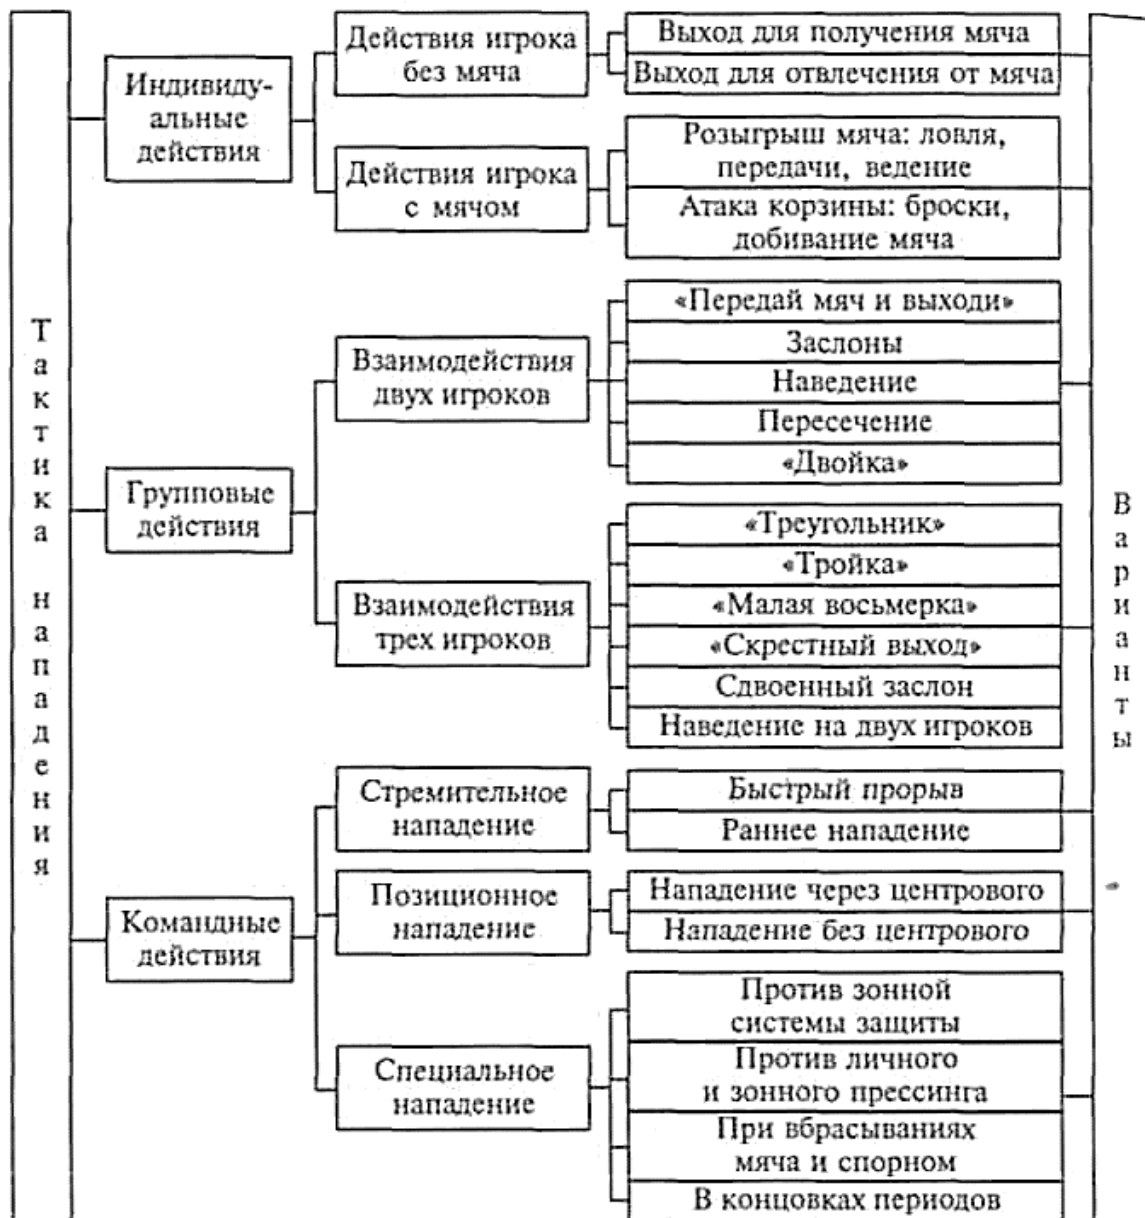 Тактика нападения
Индивиду-
альные
действия
Действия игрока
без мяча
Выход для получения мяча
Выход для отвлечения от мяча
Действия игрока
с мячом
Розыгрыш мяча: ловля,
передачи, ведение
Атака корзины: броски,
добивание мяча
Групповые
действия
Взаимодействия
двух игроков
«Передай мяч и выходи»
Заслоны
Наведение
Пересечение
«Двойка»
Взаимодействия
трех игроков
«Треугольник»
«Тройка»
«Малая восьмерка»
«Скрестный выход»
Сдвоенный заслон
Наведение на двух игроков
Командные
действия
Стремительное
нападение
Быстрый прорыв
Раннее нападение
Позиционное
нападение
Нападение через центрового
Нападение без центрового
Специальное
нападение
Против зонной
системы защиты
Против личного
и зонного прессинга
При вбрасываниях
мяча и спорном
В концовках периодов
Варианты